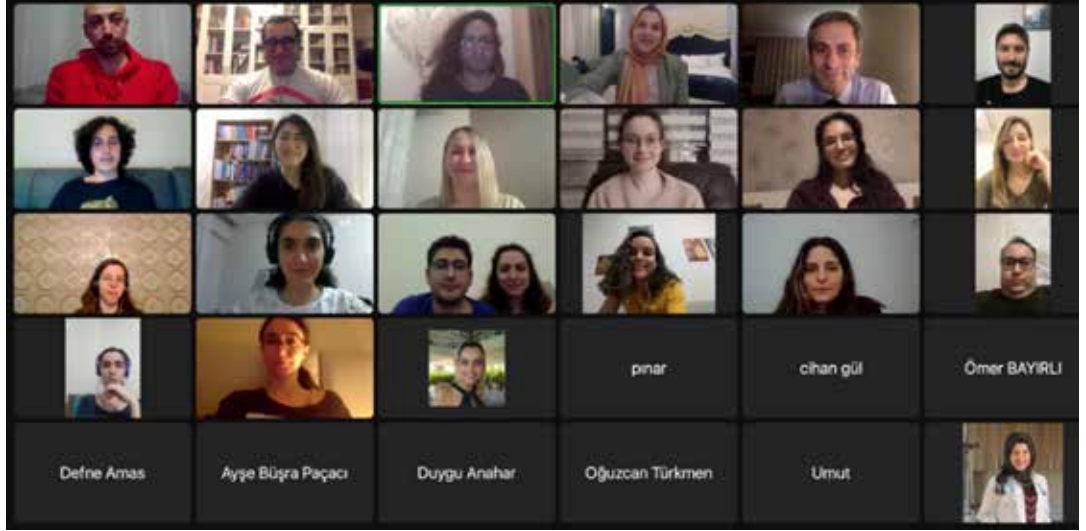 pınar
cihan gül
Ömer BAYIRLI
Defne Amas
Ayşe Büşra Paçacı
Duygu Anahar
Oğuzcan Türkmen
Umut